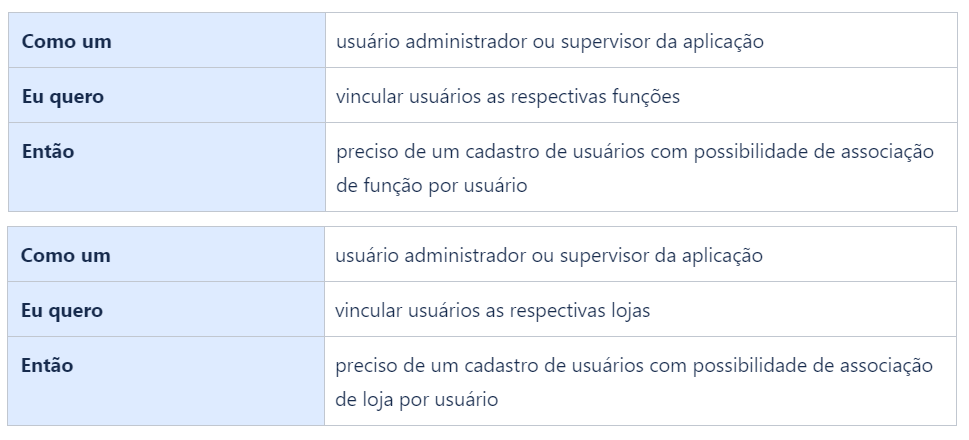 Como um usuário administrador ou supervisor da aplicação
Eu quero vincular usuários as respectivas funções
Então preciso de um cadastro de usuários com possibilidade de associação
de função por usuário
Como um usuário administrador ou supervisor da aplicação
Eu quero vincular usuários as respectivas lojas
Então preciso de um cadastro de usuários com possibilidade de associação
de loja por usuário